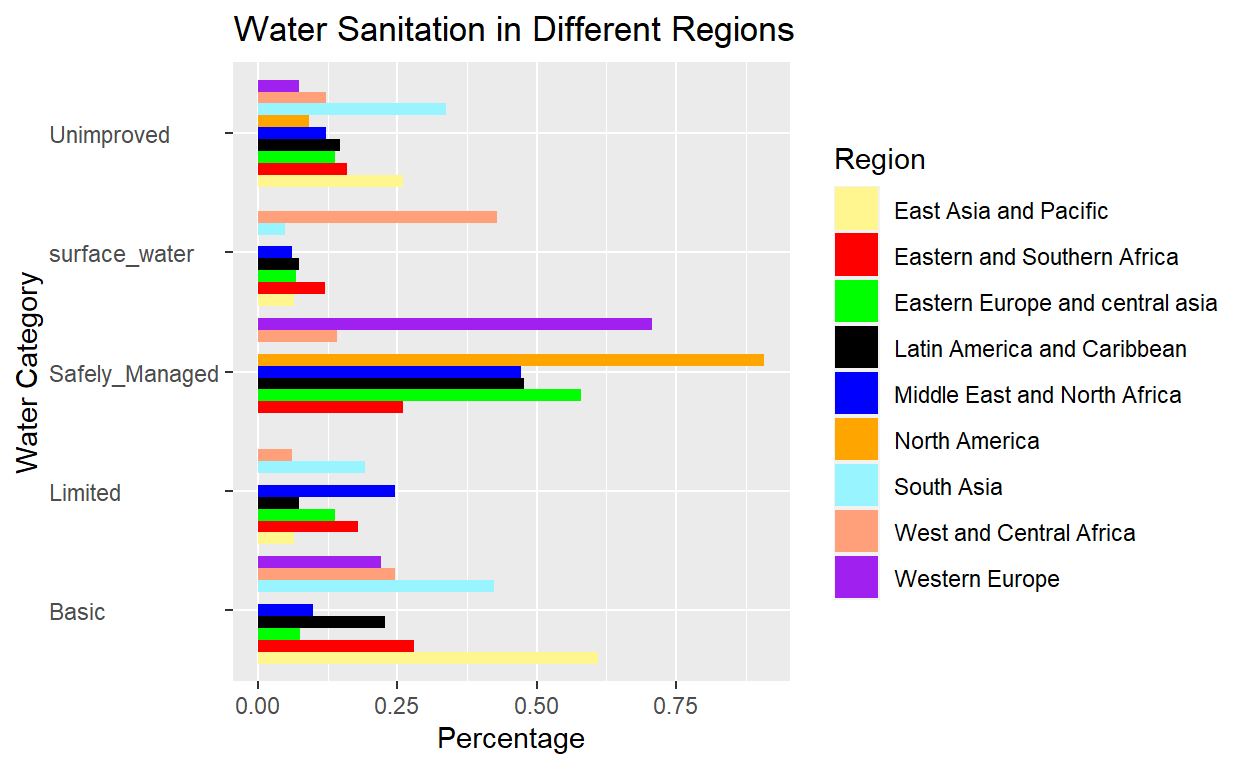 Water Sanitation in Different Regions
Water Category
Unimproved
surface_water
Safely_Managed
Limited
Basic
0.00
0.25
0.50
0.75
Percentage
Region
East Asia and Pacific
Eastern and Southern Africa
Eastern Europe and central asia
Latin America and Caribbean
Middle East and North Africa
North America
South Asia
West and Central Africa
Western Europe